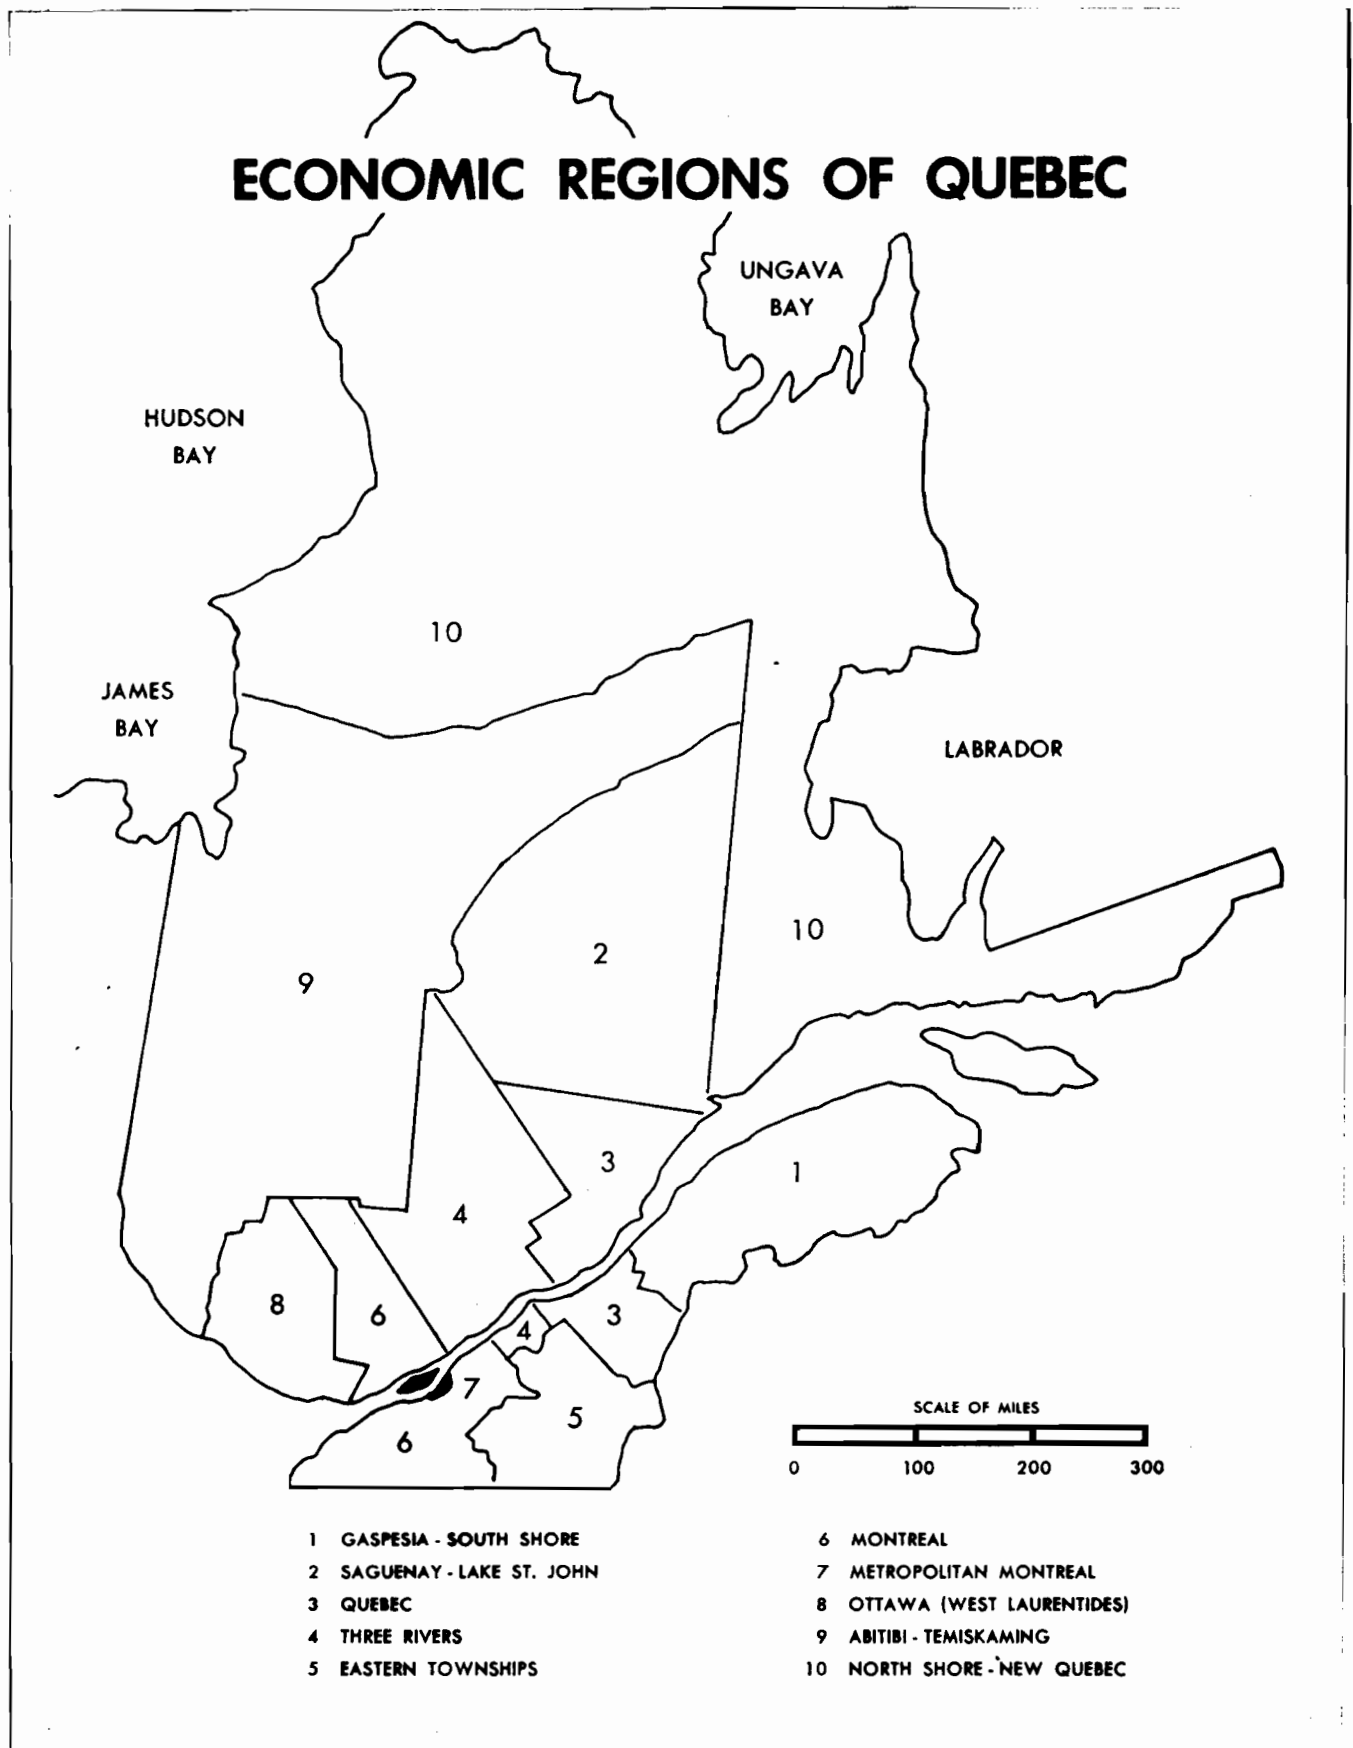 ECONOMIC REGIONS OF QUEBEC
UNGAVA
BAY
HUDSON
BAY
10
JAMES
BAY
LABRADOR
10
2
9
3
1
4
8
6
3
4
7
5
6
SCALE OF MILES
0 100 200 300
1 GASPESIA - SOUTH SHORE
2 SAGUENAY - LAKE ST. JOHN
3 QUEBEC
4 THREE RIVERS
5 EASTERN TOWNSHIPS
6 MONTREAL
7 METROPOLITAN MONTREAL
8 OTTAWA (WEST LAURENTIDES)
9 ABITIBI - TEMISKAMING
10 NORTH SHORE - NEW QUEBEC